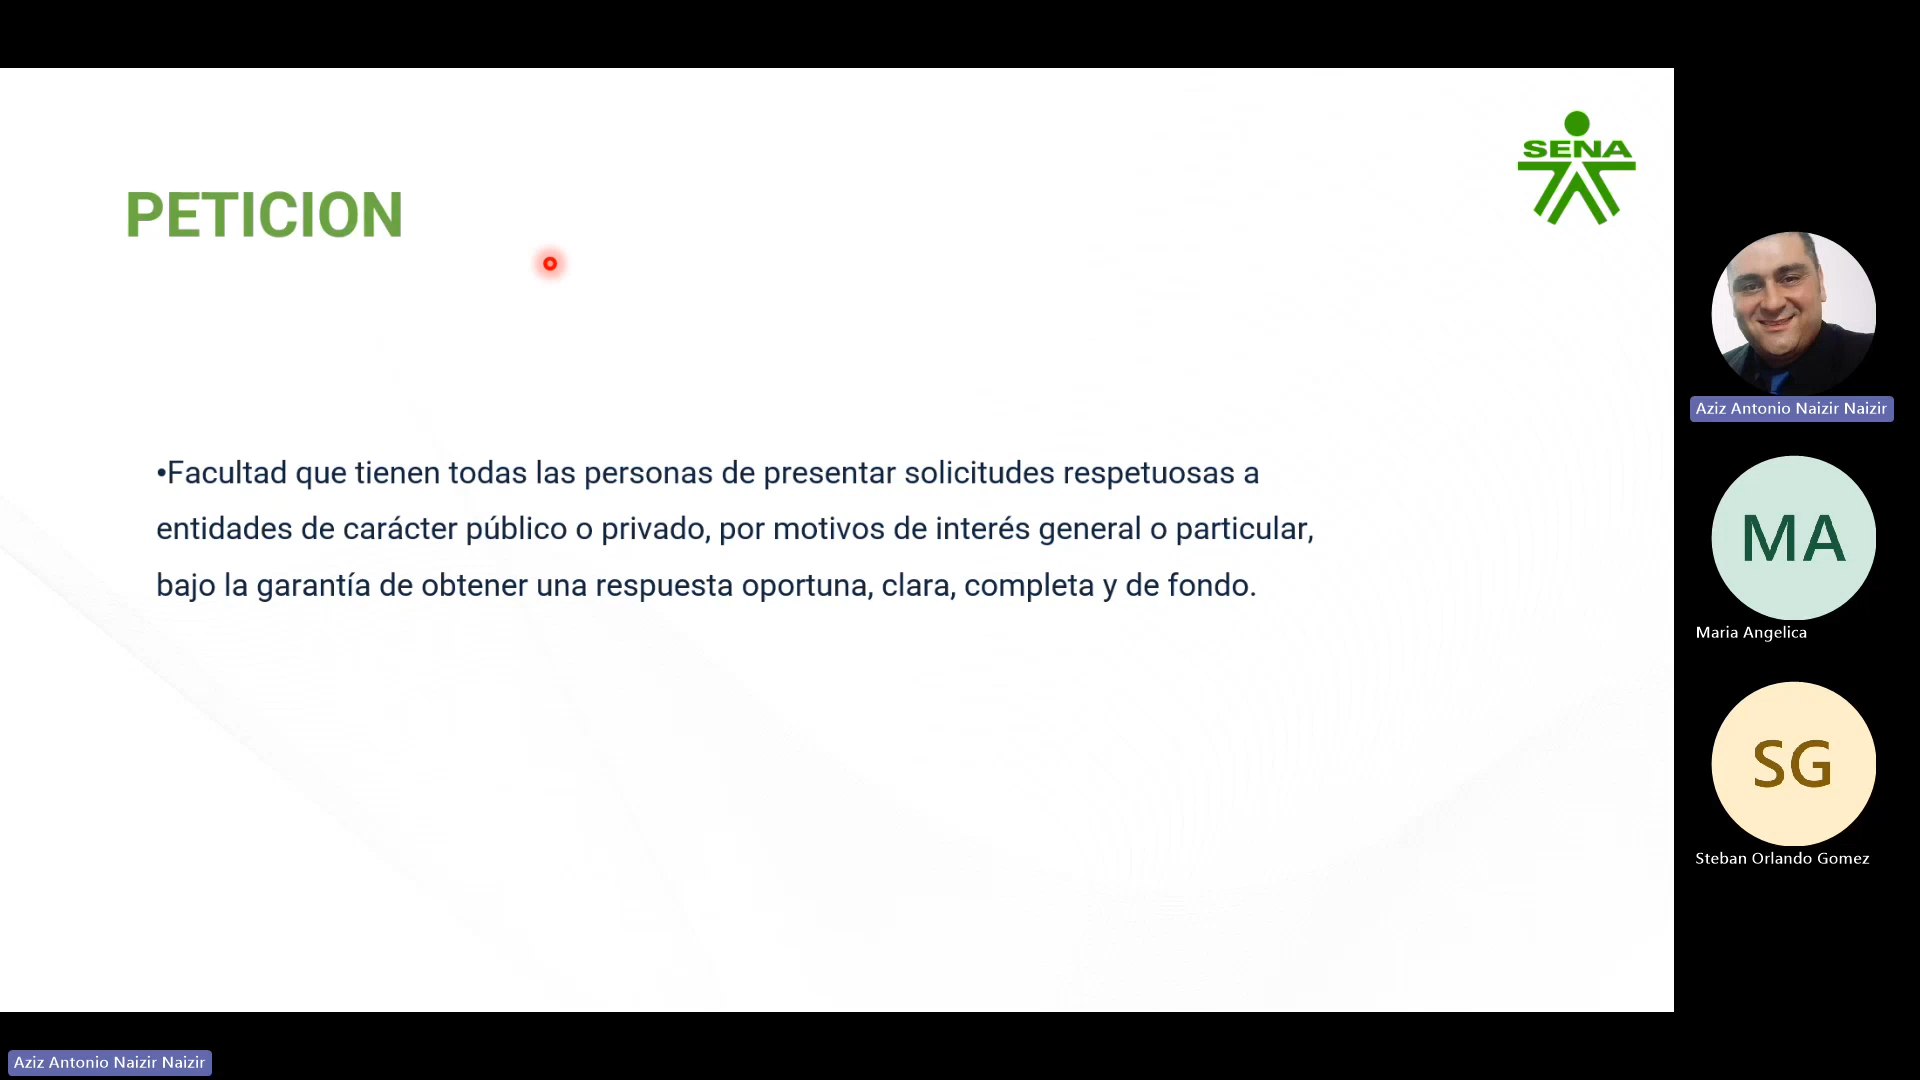 SENA
PETICION
•Facultad que tienen todas las personas de presentar solicitudes respetuosas a
entidades de carácter público o privado, por motivos de interés general o particular,
bajo la garantía de obtener una respuesta oportuna, clara, completa y de fondo.
Aziz Antonio Naizir Naizir
MA
Maria Angelica
SG
Steban Orlando Gomez
Aziz Antonio Naizir Naizir